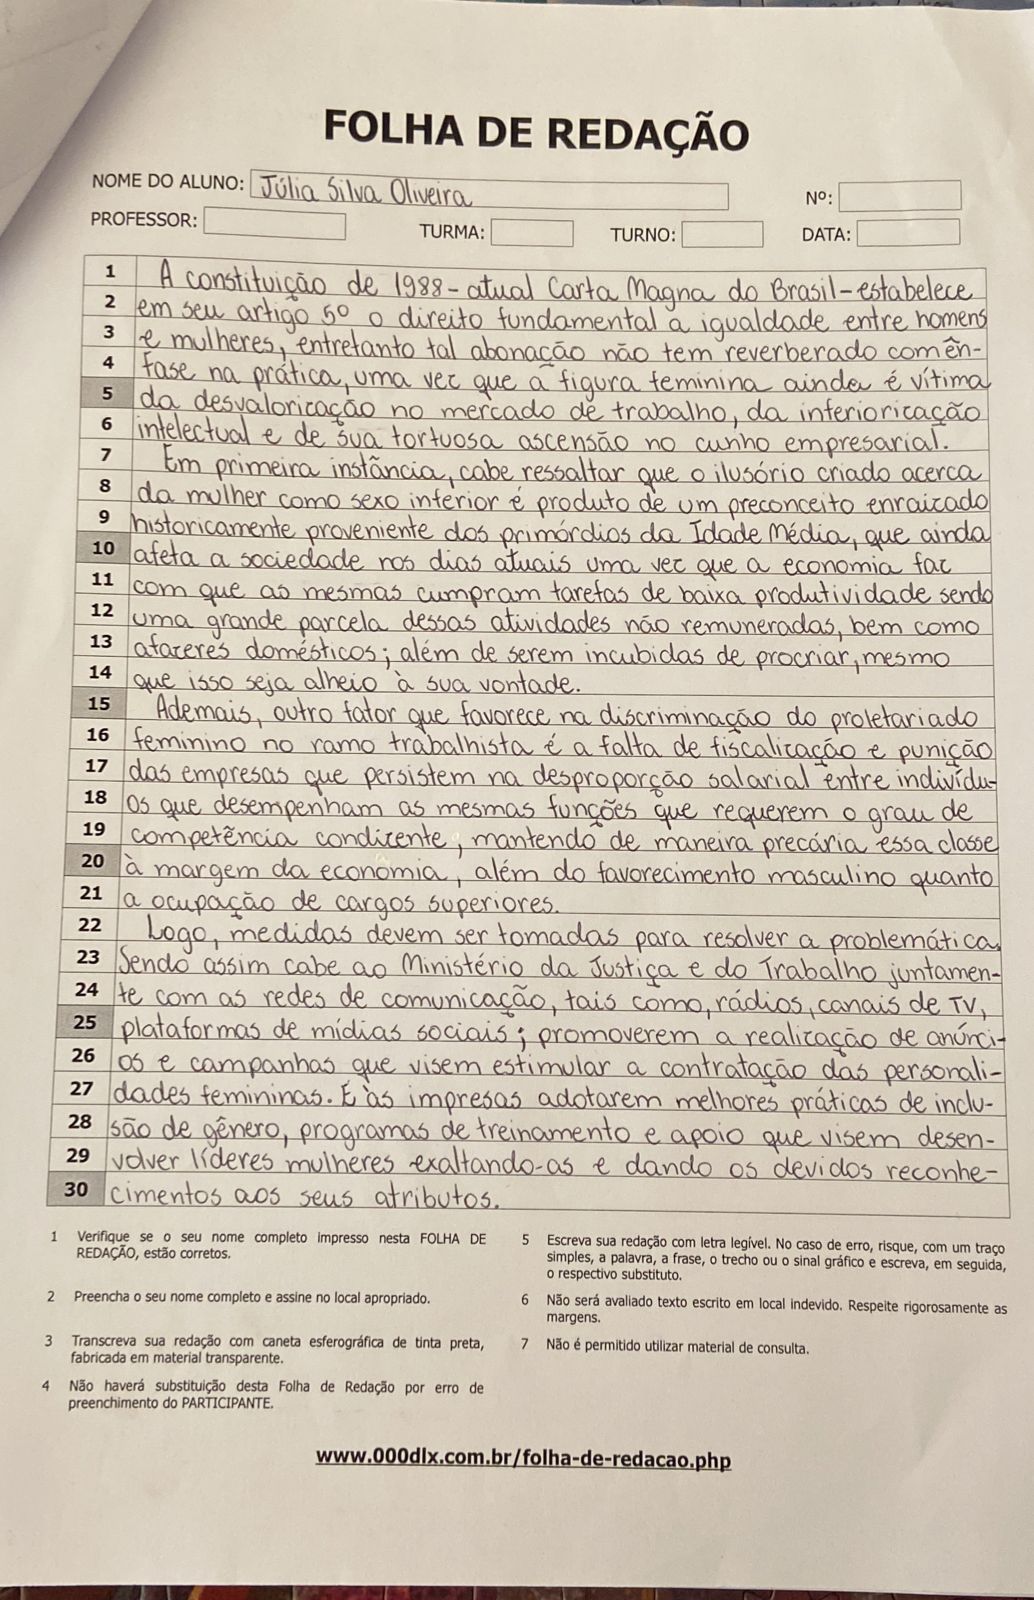 FOLHA DE REDAÇÃO
NOME DO ALUNO: Júlia Silva Oliveira Nº:
PROFESSOR: TURMA: TURNO: DATA:
1 A constituição de 1988 - atual Carta Magna do Brasil - estabelece
2 em seu artigo 5º o direito fundamental a igualdade entre homens
3 e mulheres, entretanto tal abonação não tem reverberado com ên-
4 fase na prática, uma vez que a figura feminina ainda é vítima
5 da desvalorização no mercado de trabalho, da inferiorização
6 intelectual e de sua tortuosa ascensão no cunho empresarial.
7 Em primeira instância, cabe ressaltar que o ilusório criado acerca
8 da mulher como sexo inferior é produto de um preconceito enraizado
9 historicamente proveniente dos primórdios da Idade Média, que ainda
10 afeta a sociedade nos dias atuais uma vez que a economia faz
11 com que as mesmas cumpram tarefas de baixa produtividade sendo
12 uma grande parcela dessas atividades não remuneradas, bem como
13 afazeres domésticos; além de serem incubidas de procriar, mesmo
14 que isso seja alheio à sua vontade.
15 Ademais, outro fator que favorece na discriminação do proletariado
16 feminino no ramo trabalhista é a falta de fiscalização e punição
17 das empresas que persistem na desproporção salarial entre indivídu-
18 os que desempenham as mesmas funções que requerem o grau de
19 competência condizente, mantendo de maneira precária essa classe
20 à margem da economia, além do favorecimento masculino quanto
21 a ocupação de cargos superiores.
22 Logo, medidas devem ser tomadas para resolver a problemática.
23 Sendo assim cabe ao Ministério da Justiça e do Trabalho juntamen-
24 te com as redes de comunicação, tais como, rádios, canais de TV,
25 plataformas de mídias sociais; promoverem a realização de anúnci-
26 os e campanhas que visem estimular a contratação das personali-
27 dades femininas. E às impresas adotarem melhores práticas de inclu-
28 são de gênero, programas de treinamento e apoio que visem desen-
29 volver líderes mulheres exaltando-as e dando os devidos reconhe-
30 cimentos aos seus atributos.
1 Verifique se o seu nome completo impresso nesta FOLHA DE
REDAÇÃO, estão corretos.
2 Preencha o seu nome completo e assine no local apropriado.
3 Transcreva sua redação com caneta esferográfica de tinta preta,
fabricada em material transparente.
4 Não haverá substituição desta Folha de Redação por erro de
preenchimento do PARTICIPANTE.
5 Escreva sua redação com letra legível. No caso de erro, risque, com um traço
simples, a palavra, a frase, o trecho ou o sinal gráfico e escreva, em seguida,
o respectivo substituto.
6 Não será avaliado texto escrito em local indevido. Respeite rigorosamente as
margens.
7 Não é permitido utilizar material de consulta.
www.000dlx.com.br/folha-de-redacao.php